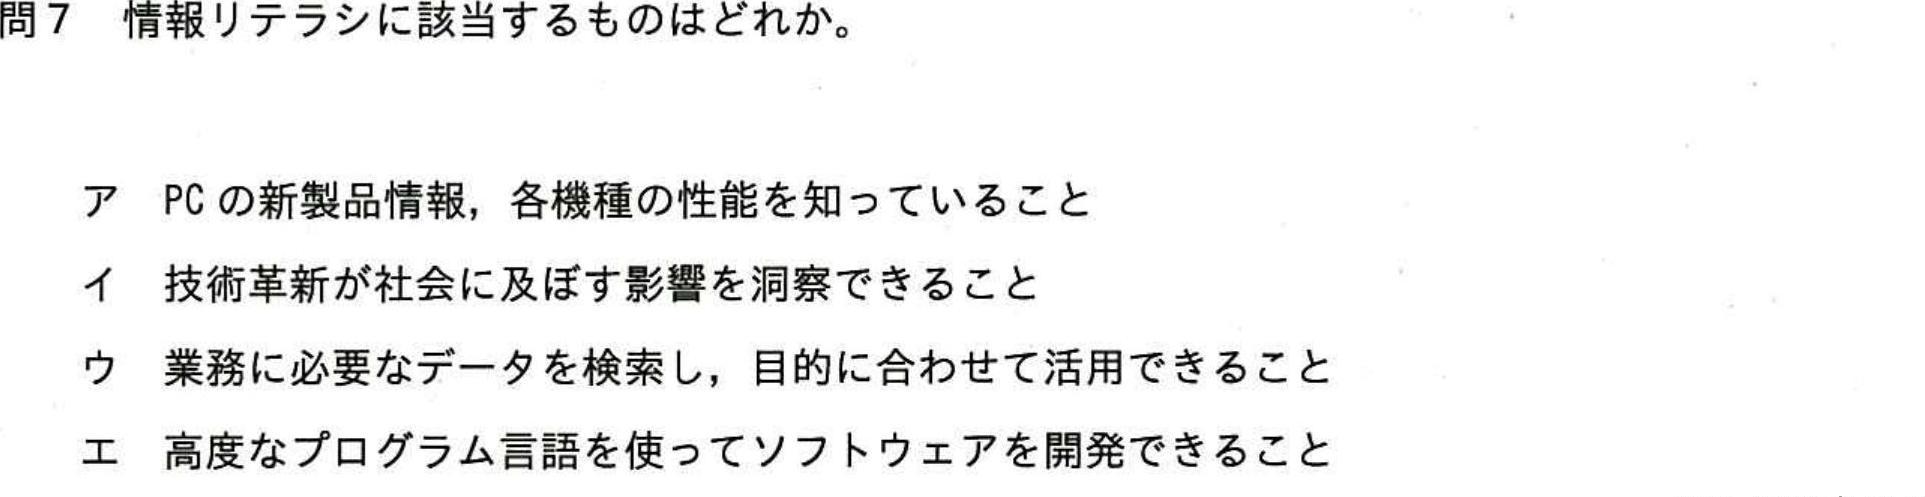 問７　情報リテラシに該当するものはどれか。
ア　PC の新製品情報，各機種の性能を知っていること
イ　技術革新が社会に及ぼす影響を洞察できること
ウ　業務に必要なデータを検索し，目的に合わせて活用できること
エ　高度なプログラム言語を使ってソフトウェアを開発できること